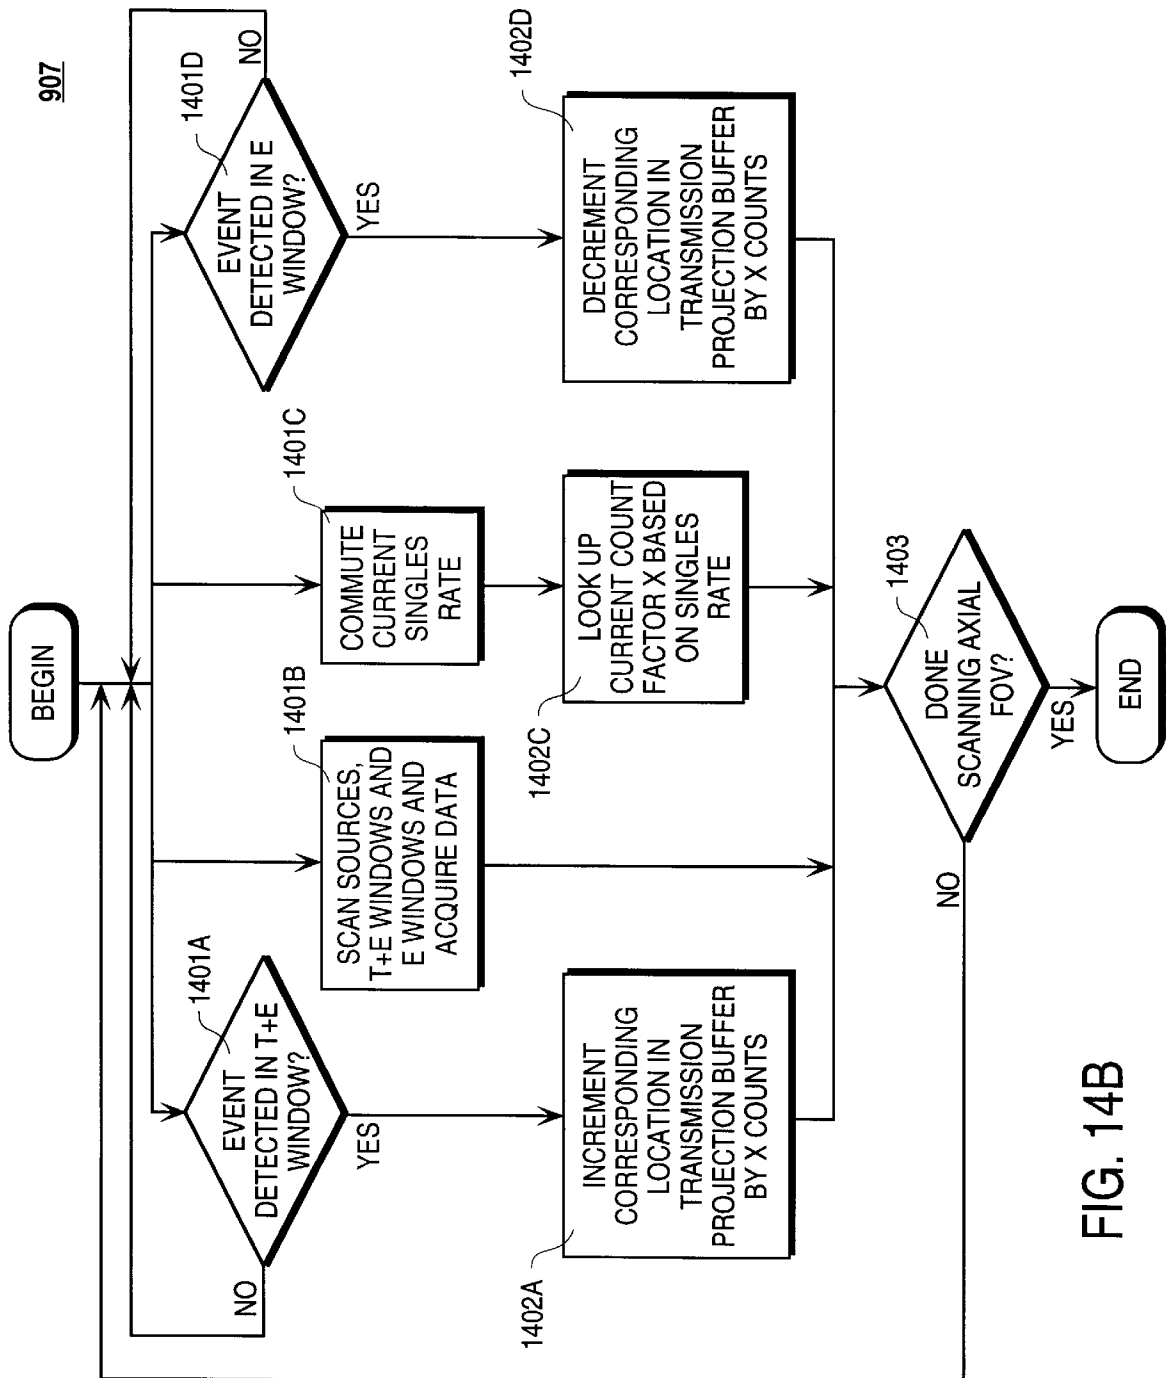 907
BEGIN
1401A
EVENT
DETECTED IN T+E
WINDOW?
NO
YES
1401B
SCAN SOURCES,
T+E WINDOWS AND
E WINDOWS AND
ACQUIRE DATA
1401C
COMMUTE
CURRENT
SINGLES
RATE
1401D
EVENT
DETECTED IN E
WINDOW?
NO
YES
1402A
INCREMENT
CORRESPONDING
LOCATION IN
TRANSMISSION
PROJECTION BUFFER
BY X COUNTS
1402C
LOOK UP
CURRENT COUNT
FACTOR X BASED
ON SINGLES
RATE
1402D
DECREMENT
CORRESPONDING
LOCATION IN
TRANSMISSION
PROJECTION BUFFER
BY X COUNTS
1403
DONE
SCANNING AXIAL
FOV?
NO
YES
END
FIG. 14B